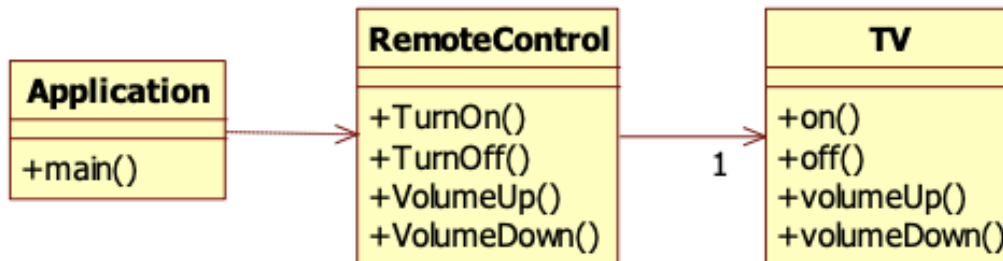 Application
+main()
RemoteControl
+TurnOn()
+TurnOff()
+VolumeUp()
+VolumeDown()
1
TV
+on()
+off()
+volumeUp()
+volumeDown()